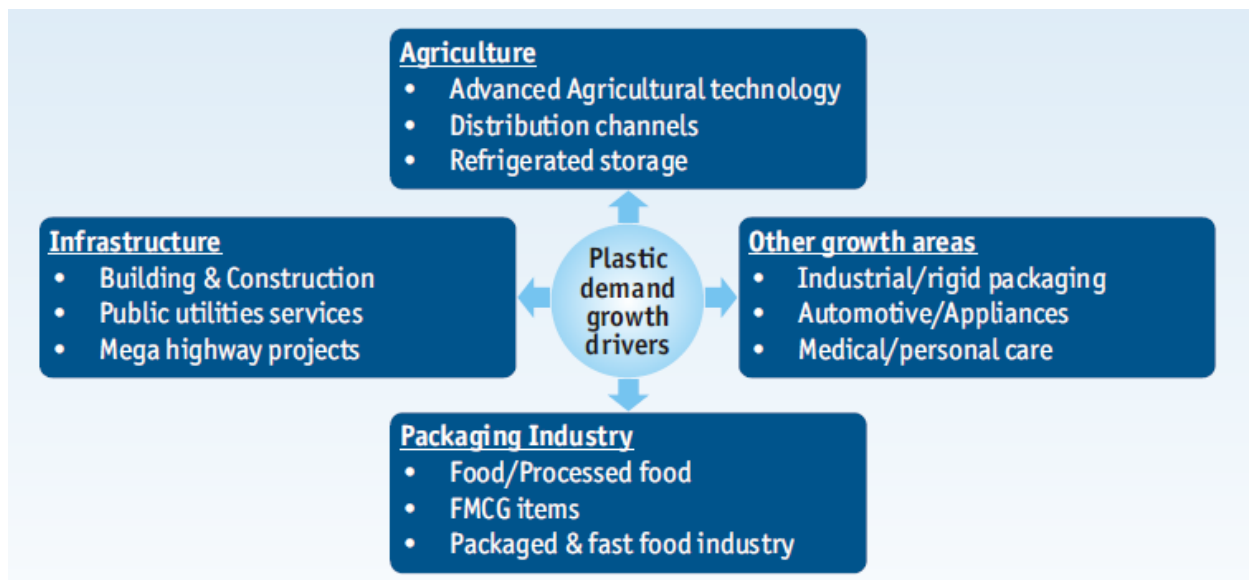 Agriculture
• Advanced Agricultural technology
• Distribution channels
• Refrigerated storage
Infrastructure
• Building & Construction
• Public utilities services
• Mega highway projects
Plastic
demand
growth
drivers
Other growth areas
• Industrial/rigid packaging
• Automotive/Appliances
• Medical/personal care
Packaging Industry
• Food/Processed food
• FMCG items
• Packaged & fast food industry